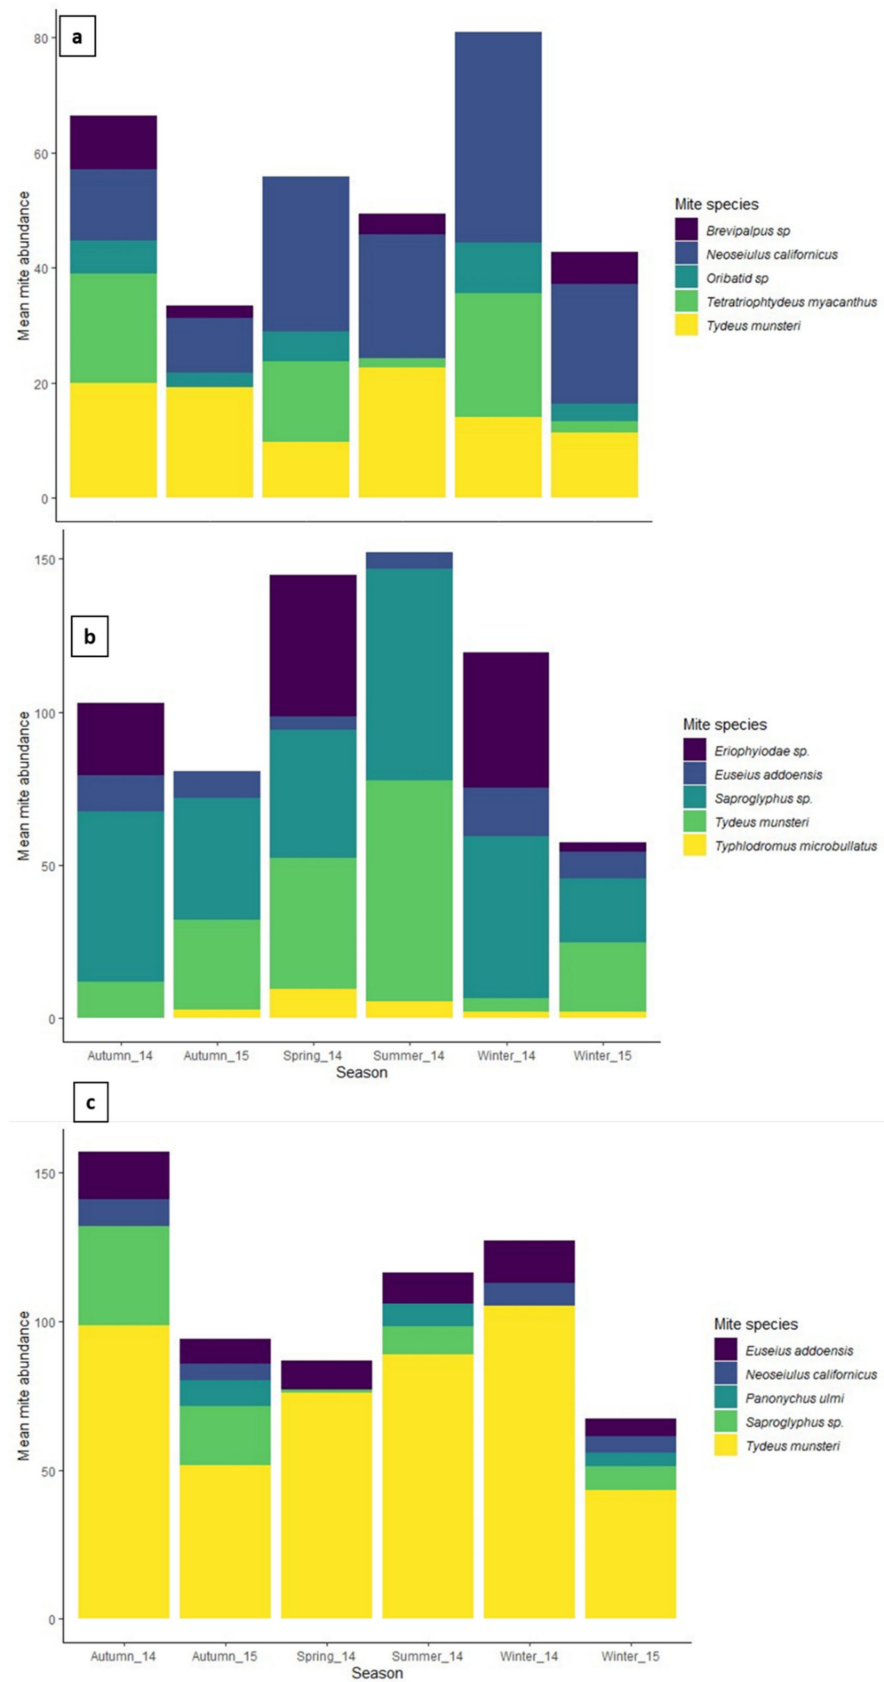 a
80
60
40
20
0
Mean mite abundance
Mite species
Brevipalpus sp
Neoseiulus californicus
Oribatid sp
Tetratriophtydeus myacanthus
Tydeus munsteri
b
150
100
50
0
Mean mite abundance
Autumn_14 Autumn_15 Spring_14 Summer_14 Winter_14 Winter_15
Season
Mite species
Eriophyiodae sp.
Euseius addoensis
Saproglyphus sp.
Tydeus munsteri
Typhlodromus microbullatus
c
150
100
50
0
Mean mite abundance
Autumn_14 Autumn_15 Spring_14 Summer_14 Winter_14 Winter_15
Season
Mite species
Euseius addoensis
Neoseiulus californicus
Panonychus ulmi
Saproglyphus sp.
Tydeus munsteri